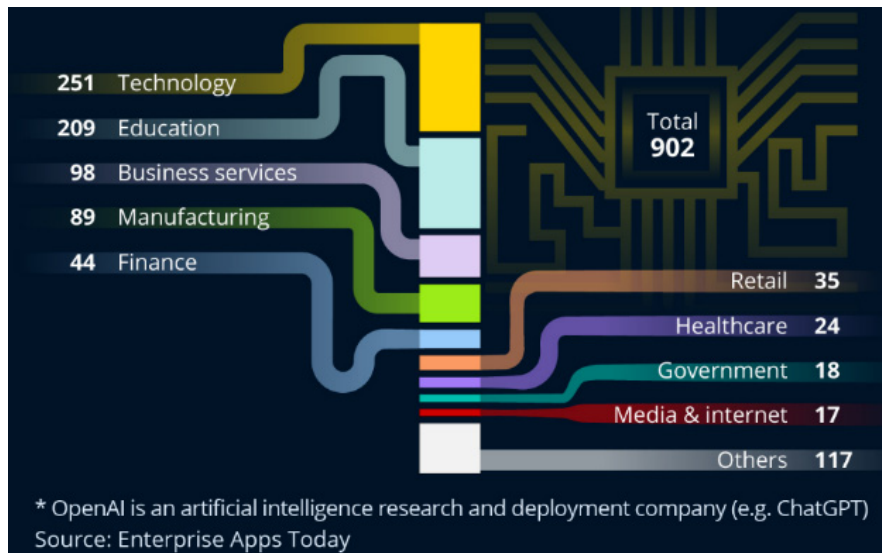 251 Technology
209 Education
98 Business services
89 Manufacturing
44 Finance
Total
902
Retail 35
Healthcare 24
Government 18
Media & internet 17
Others 117
* OpenAI is an artificial intelligence research and deployment company (e.g. ChatGPT)
Source: Enterprise Apps Today